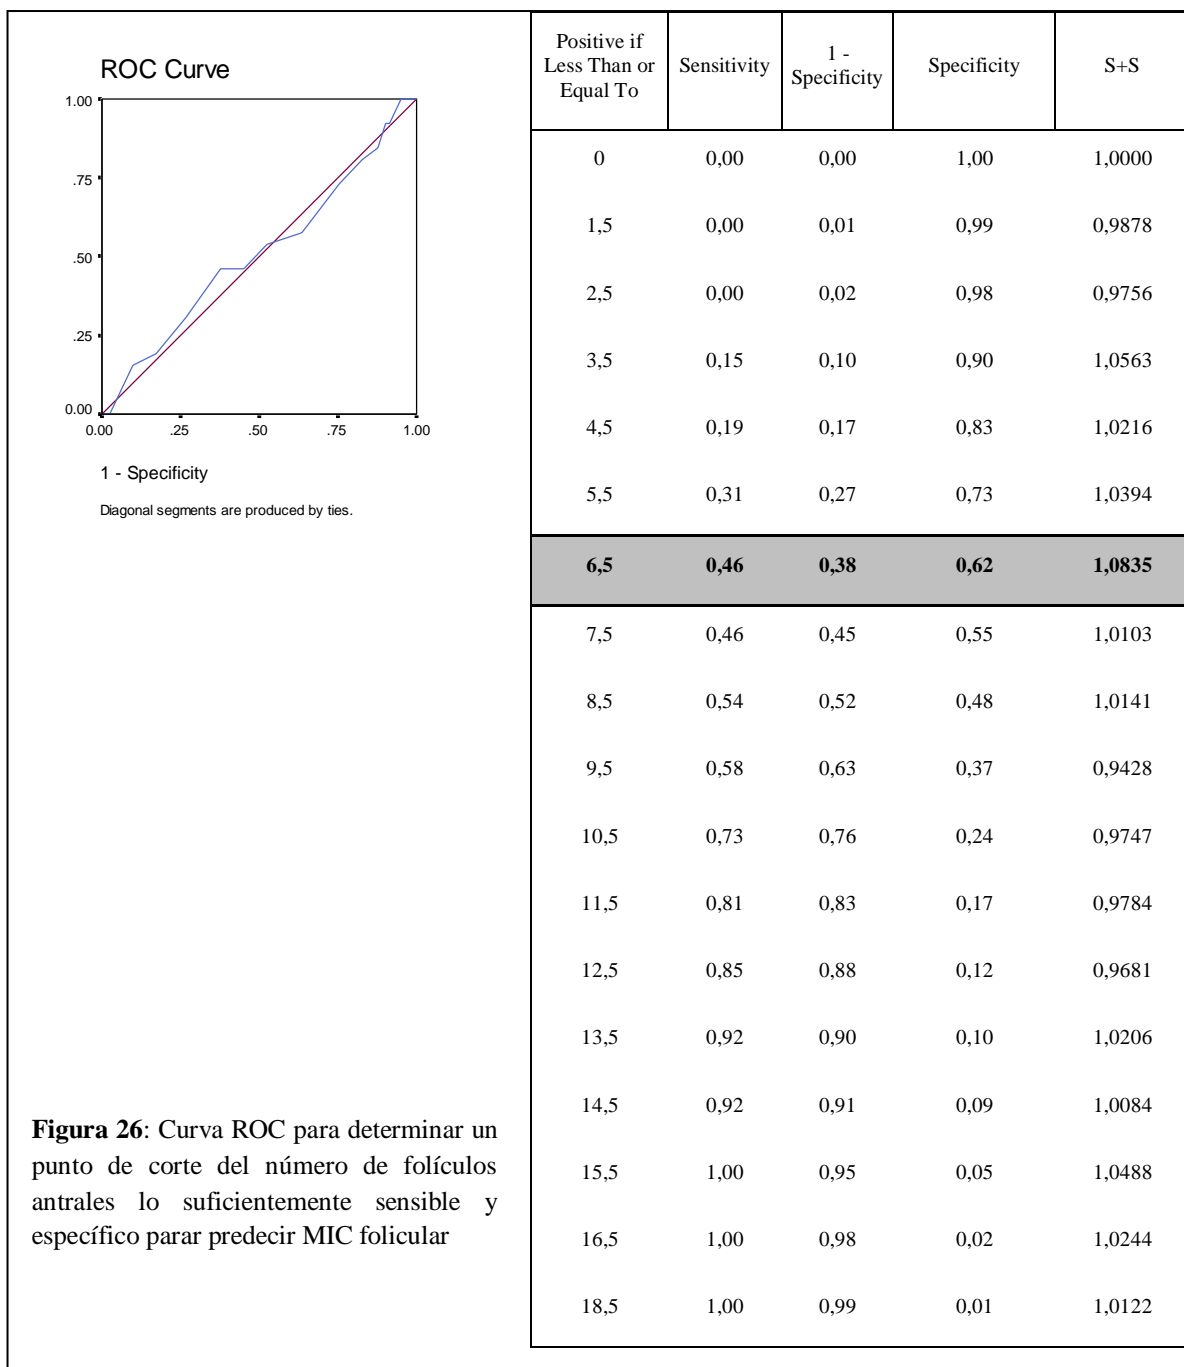 ROC Curve
1.00
.75
.50
.25
0.00
0.00 .25 .50 .75 1.00
1 - Specificity
Diagonal segments are produced by ties.
Figura 26: Curva ROC para determinar un
punto de corte del número de folículos
antrales lo suficientemente sensible y
específico parar predecir MIC folicular
Positive if
Less Than or
Equal To
Sensitivity
1 -
Specificity
Specificity
S+S
0 0,00 0,00 1,00 1,0000
1,5 0,00 0,01 0,99 0,9878
2,5 0,00 0,02 0,98 0,9756
3,5 0,15 0,10 0,90 1,0563
4,5 0,19 0,17 0,83 1,0216
5,5 0,31 0,27 0,73 1,0394
6,5 0,46 0,38 0,62 1,0835
7,5 0,46 0,45 0,55 1,0103
8,5 0,54 0,52 0,48 1,0141
9,5 0,58 0,63 0,37 0,9428
10,5 0,73 0,76 0,24 0,9747
11,5 0,81 0,83 0,17 0,9784
12,5 0,85 0,88 0,12 0,9681
13,5 0,92 0,90 0,10 1,0206
14,5 0,92 0,91 0,09 1,0084
15,5 1,00 0,95 0,05 1,0488
16,5 1,00 0,98 0,02 1,0244
18,5 1,00 0,99 0,01 1,0122